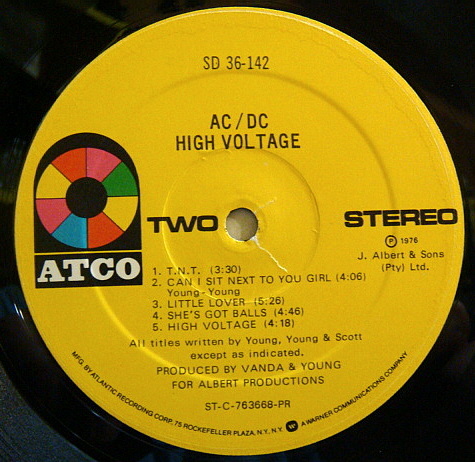 SD 36-142
AC/DC
HIGH VOLTAGE
ATCO
TWO
STEREO
Ⓟ 1976
J. Albert & Sons
(Pty) Ltd.
1. T.N.T. (3:30)
2. CAN I SIT NEXT TO YOU GIRL (4:06)
Young-Young
3. LITTLE LOVER (5:26)
4. SHE'S GOT BALLS (4:46)
5. HIGH VOLTAGE (4:18)
All titles written by Young, Young & Scott
except as indicated.
PRODUCED BY VANDA & YOUNG
FOR ALBERT PRODUCTIONS
ST-C-763668-PR
MFG. BY ATLANTIC RECORDING CORP., 75 ROCKEFELLER PLAZA, N.Y., N.Y. W A WARNER COMMUNICATIONS COMPANY